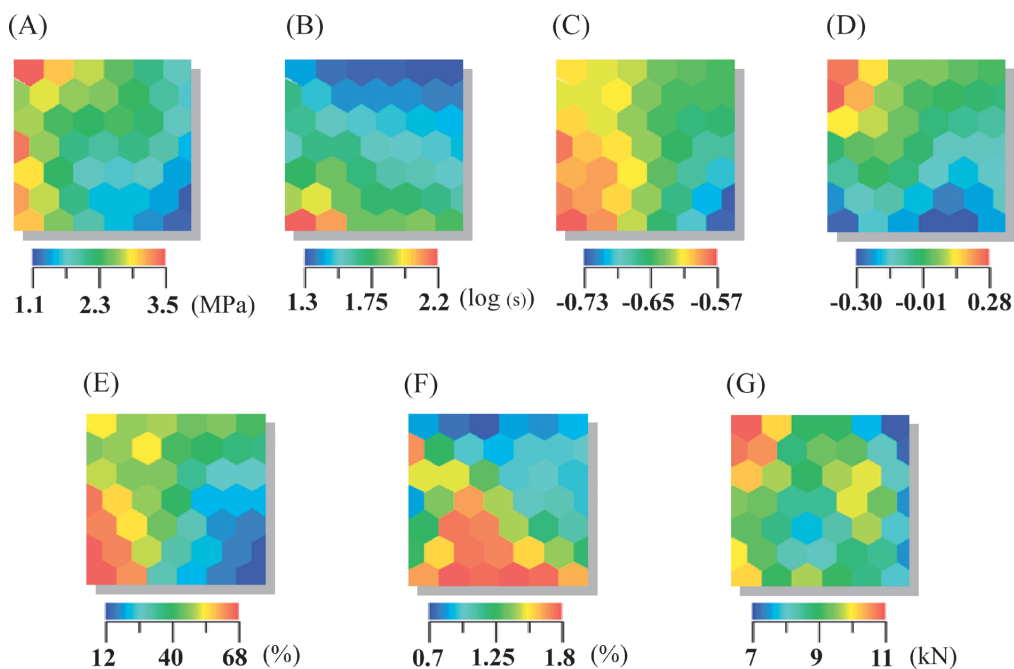 (A) (B) (C) (D)
1.1 2.3 3.5 (MPa) 1.3 1.75 2.2 (log (s)) -0.73 -0.65 -0.57 -0.30 -0.01 0.28
(E) (F) (G)
12 40 68 (%) 0.7 1.25 1.8 (%) 7 9 11 (kN)